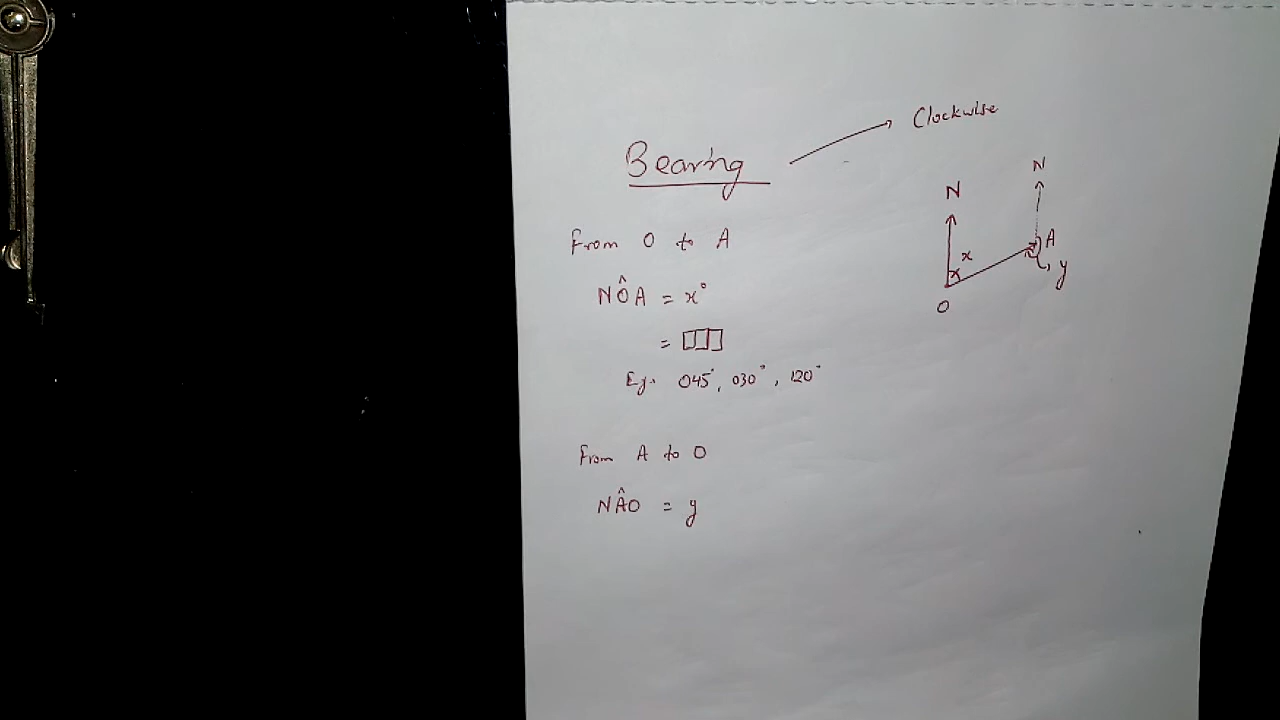 Bearing
Clockwise
From O to A
NÔA = x°
= □□□
Eg. 045°, 030°, 120°
From A to O
NÂO = y
N
N
A
x
x
y
O